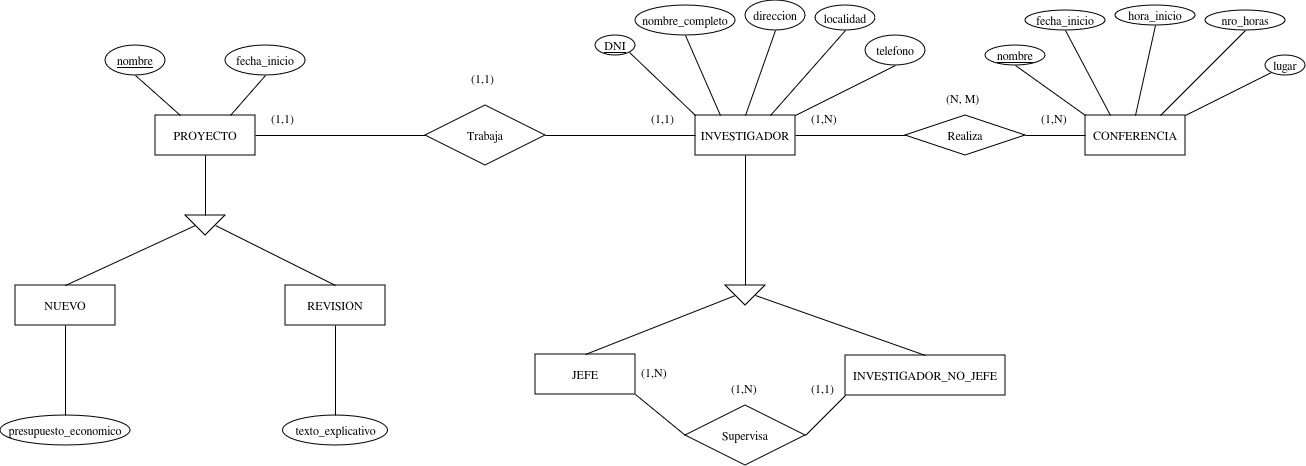 nombre
fecha_inicio
PROYECTO
(1,1)
(1,1)
Trabaja
(1,1)
DNI
nombre_completo
direccion
localidad
telefono
INVESTIGADOR
(1,N)
(N, M)
Realiza
(1,N)
nombre
fecha_inicio
hora_inicio
nro_horas
lugar
CONFERENCIA
NUEVO
REVISION
presupuesto_economico
texto_explicativo
JEFE
(1,N)
(1,N)
Supervisa
(1,1)
INVESTIGADOR_NO_JEFE